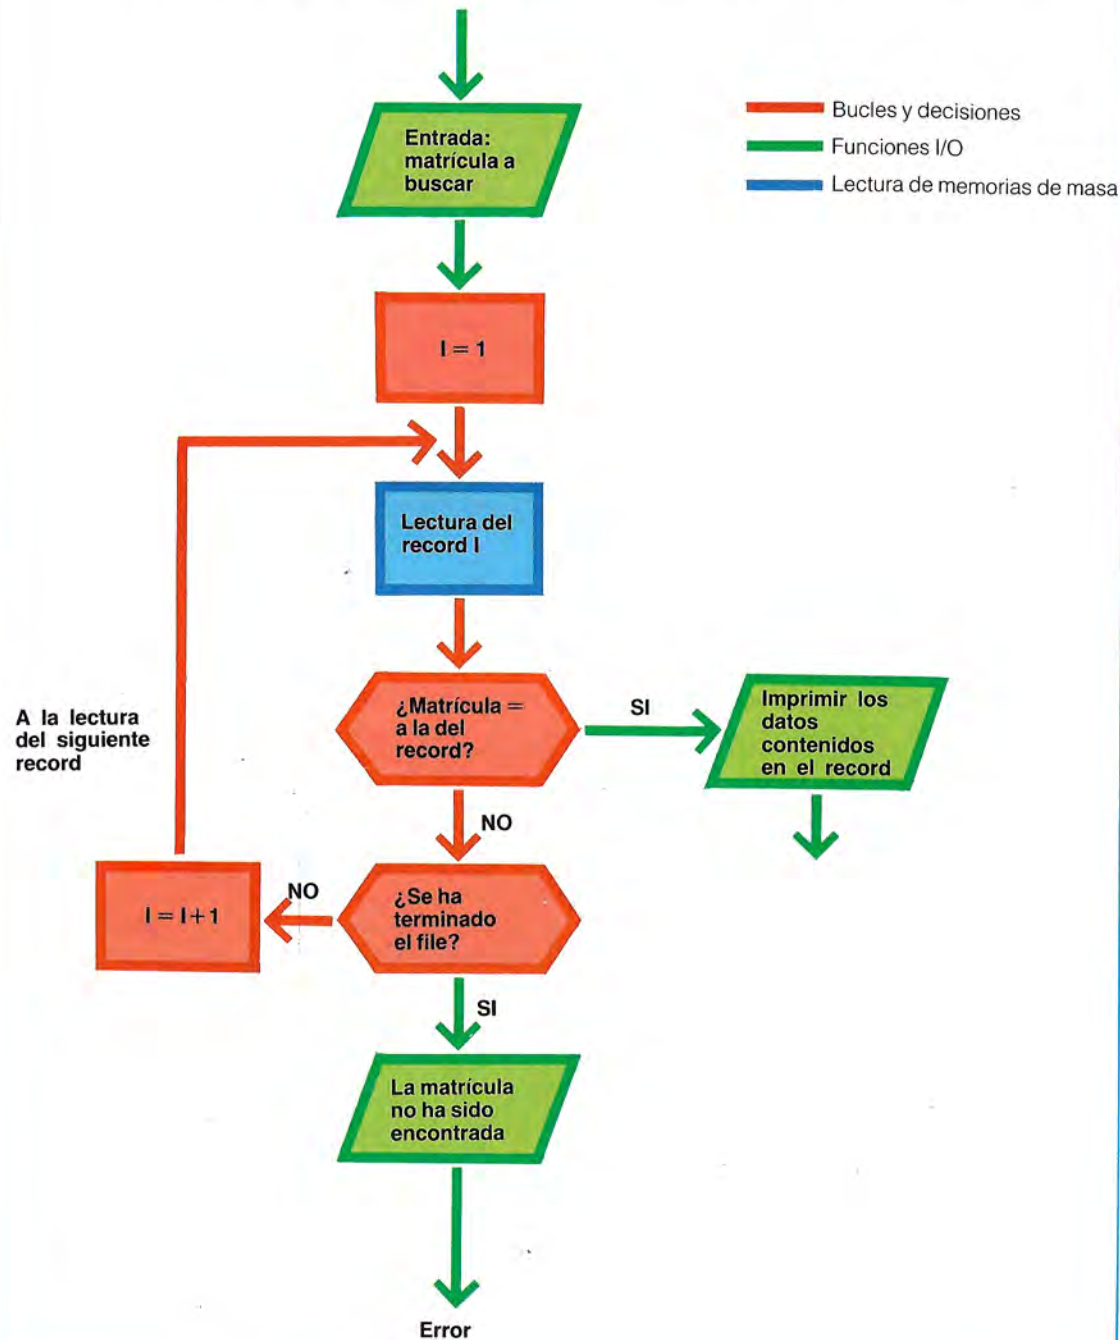 Entrada:
matrícula a
buscar
Bucles y decisiones
Funciones I/O
Lectura de memorias de masa
I = 1
Lectura del
record I
¿Matrícula =
a la del
record?
SI
Imprimir los
datos
contenidos
en el record
A la lectura
del siguiente
record
NO
I = I+1
NO
¿Se ha
terminado
el file?
SI
La matrícula
no ha sido
encontrada
Error